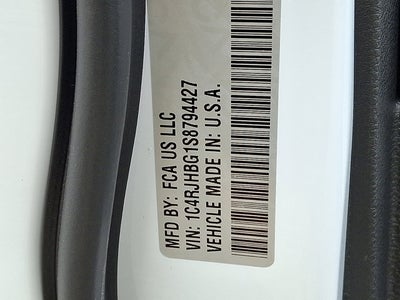 MFD BY: FCA US LLC
VIN: 1C4RJHBG1S8794427
VEHICLE MADE IN: U.S.A.